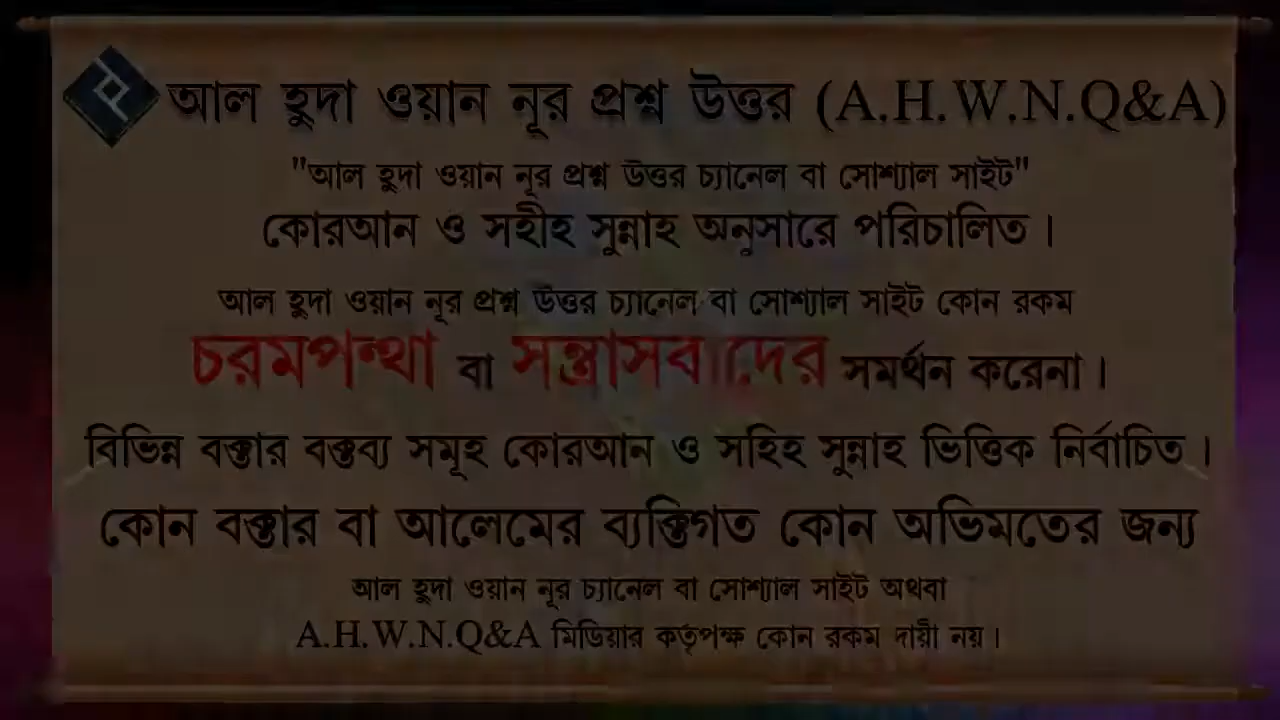 আল হুদা ওয়ান নূর প্রশ্ন উত্তর (A.H.W.N.Q&A)
"আল হুদা ওয়ান নূর প্রশ্ন উত্তর চ্যানেল বা সোশ্যাল সাইট"
কোরআন ও সহীহ সুন্নাহ অনুসারে পরিচালিত।
আল হুদা ওয়ান নূর প্রশ্ন উত্তর চ্যানেল বা সোশ্যাল সাইট কোন রকম
চরমপন্থা বা সন্ত্রাসবাদের সমর্থন করেনা।
বিভিন্ন বক্তার বক্তব্য সমূহ কোরআন ও সহিহ সুন্নাহ ভিত্তিক নির্বাচিত।
কোন বক্তার বা আলেমের ব্যক্তিগত কোন অভিমতের জন্য
আল হুদা ওয়ান নূর চ্যানেল বা সোশ্যাল সাইট অথবা
A.H.W.N.Q&A মিডিয়ার কর্তৃপক্ষ কোন রকম দায়ী নয়।